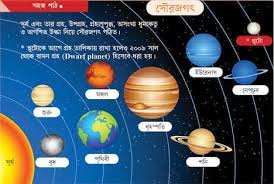 সহজ পাঠ
সৌরজগৎ
সূর্য এবং তার গ্রহ, উপগ্রহ, গ্রহাণুপুঞ্জ, অসংখ্য ধূমকেতু
ও অগণিত উল্কা নিয়ে সৌরজগৎ গঠিত।
* প্লুটোকে আগে গ্রহ তালিকায় রাখা হলেও ২০০৬ সাল
থেকে বামন গ্রহ (Dwarf planet) হিসেবে ধরা হয়।
* প্লুটো
ইউরেনাস
নেপচুন
মঙ্গল
শুক্র
বৃহস্পতি
সূর্য
বুধ
পৃথিবী
শনি